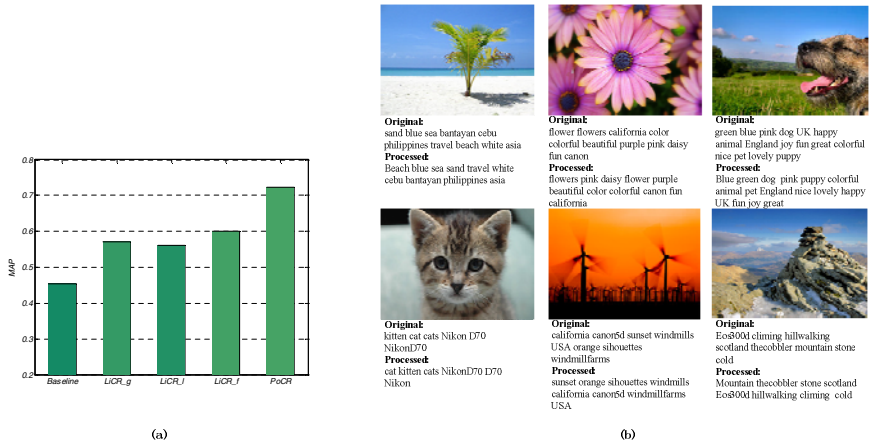 0.8
0.7
0.6
0.5
0.4
0.3
0.2
MAP
Baseline LiCR_g LiCR_l LiCR_f PoCR
(a)
Original:
sand blue sea bantayan cebu
philippines travel beach white asia
Processed:
Beach blue sea sand travel white
cebu bantayan philippines asia
Original:
flower flowers california color
colorful beautiful purple pink daisy
fun canon
Processed:
flowers pink daisy flower purple
beautiful color colorful canon fun
california
Original:
green blue pink dog UK happy
animal England joy fun great colorful
nice pet lovely puppy
Processed:
Blue green dog pink puppy colorful
animal pet England nice lovely happy
UK fun joy great
Original:
kitten cat cats Nikon D70
NikonD70
Processed:
cat kitten cats NikonD70 D70
Nikon
Original:
california canon5d sunset windmills
USA orange sihouettes
windmillfarms
Processed:
sunset orange sihouettes windmills
california canon5d windmillfarms
USA
Original:
Eos300d climing hillwalking
scotland thecobbler mountain stone
cold
Processed:
Mountain thecobbler stone scotland
Eos300d hillwalking climing cold
(b)